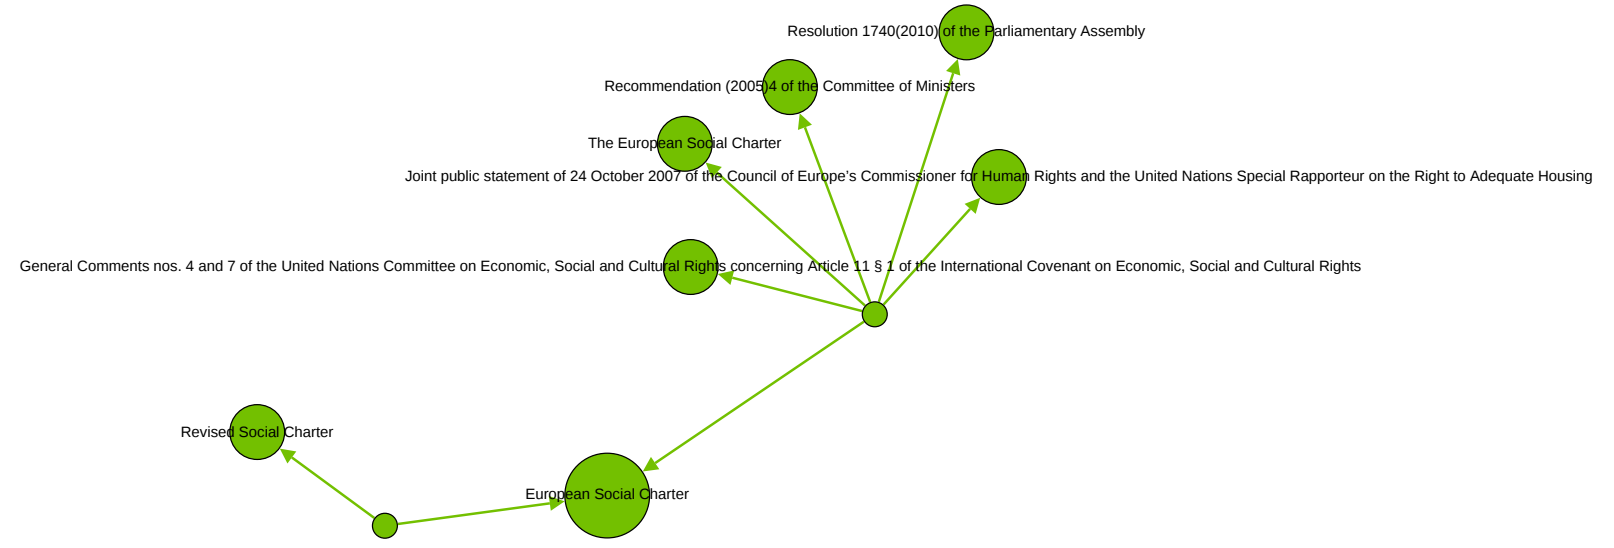 Resolution 1740(2010) of the Parliamentary Assembly
Recommendation (2005)4 of the Committee of Ministers
The European Social Charter
Joint public statement of 24 October 2007 of the Council of Europe’s Commissioner for Human Rights and the United Nations Special Rapporteur on the Right to Adequate Housing
General Comments nos. 4 and 7 of the United Nations Committee on Economic, Social and Cultural Rights concerning Article 11 § 1 of the International Covenant on Economic, Social and Cultural Rights
Revised Social Charter
European Social Charter